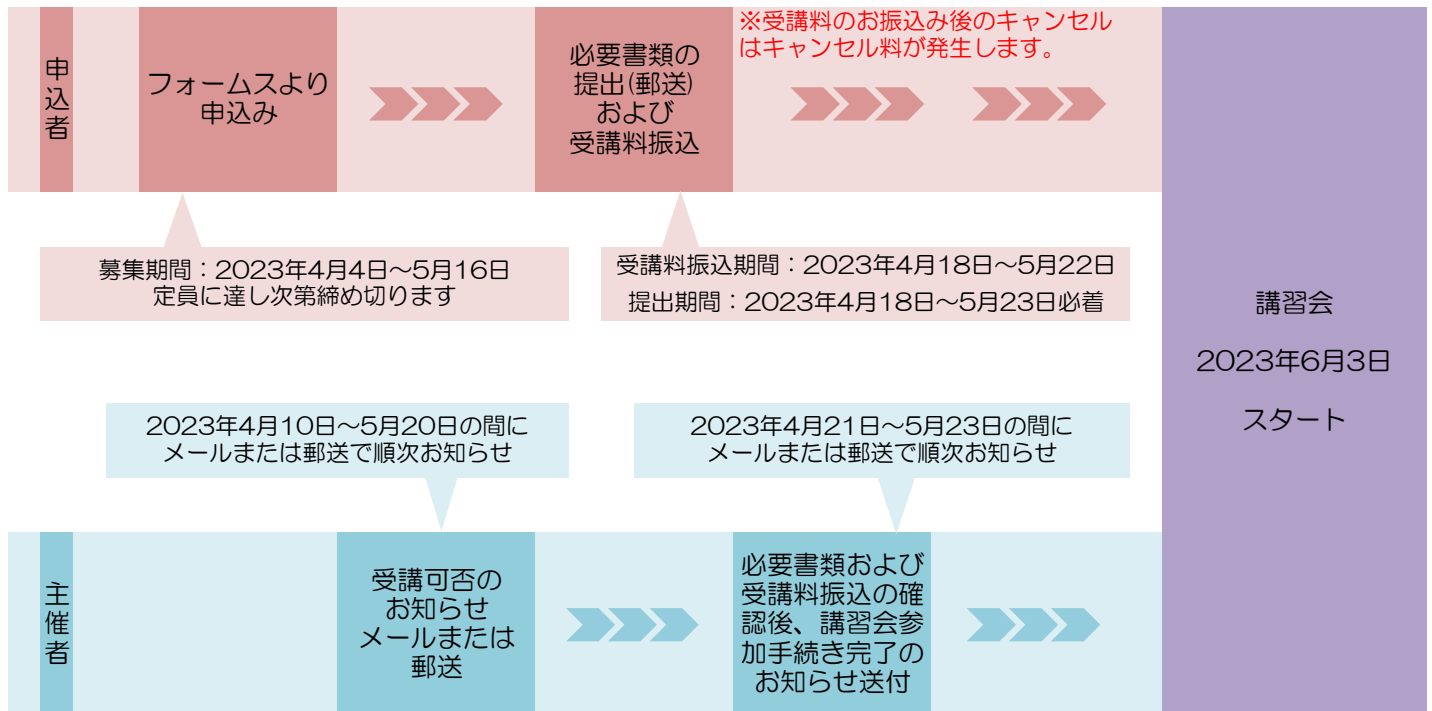 申込者
フォームスより
申込み
必要書類の
提出(郵送)
および
受講料振込
※受講料のお振込み後のキャンセル
はキャンセル料が発生します。
募集期間：2023年4月4日～5月16日
定員に達し次第締め切ります
受講料振込期間：2023年4月18日～5月22日
提出期間：2023年4月18日～5月23日必着
講習会
2023年6月3日
スタート
2023年4月10日～5月20日の間に
メールまたは郵送で順次お知らせ
2023年4月21日～5月23日の間に
メールまたは郵送で順次お知らせ
主催者
受講可否の
お知らせ
メールまたは
郵送
必要書類および
受講料振込の確
認後、講習会参
加手続き完了の
お知らせ送付